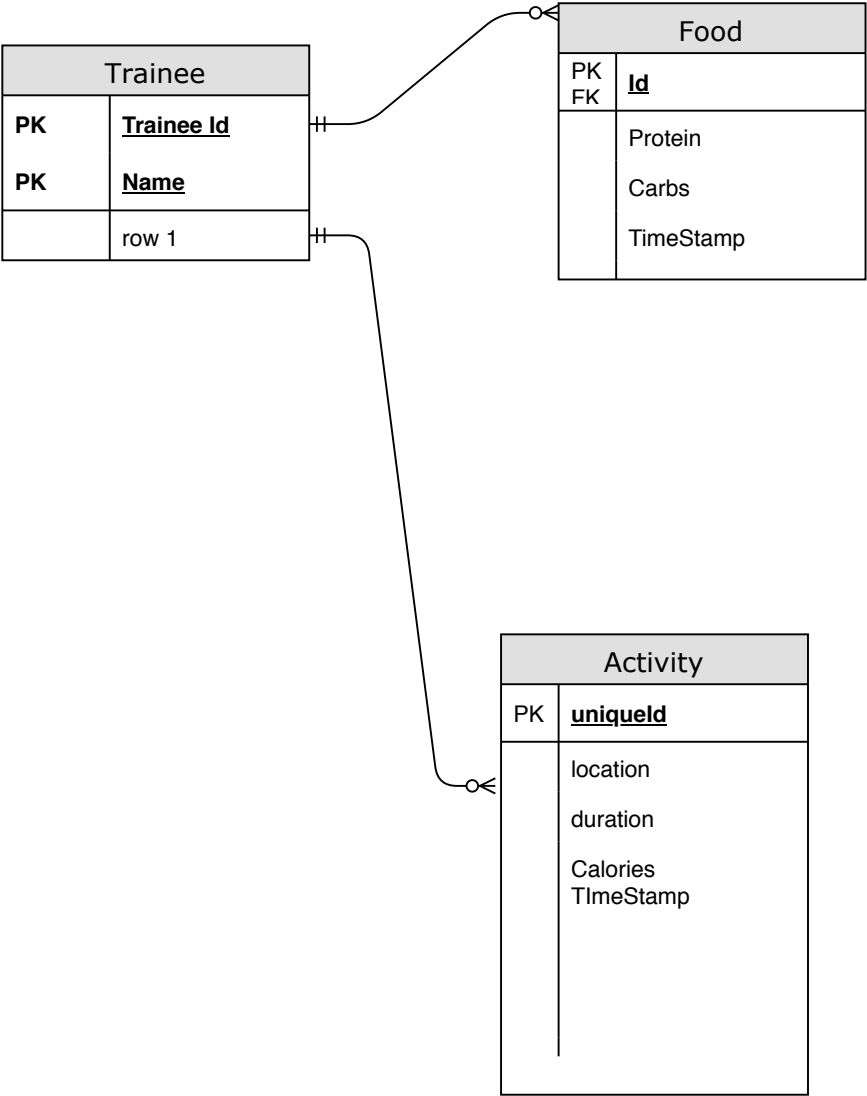 Trainee
PK Trainee Id
PK Name
row 1
Food
PK
FK
Id
Protein
Carbs
TimeStamp
Activity
PK uniqueId
location
duration
Calories
TImeStamp